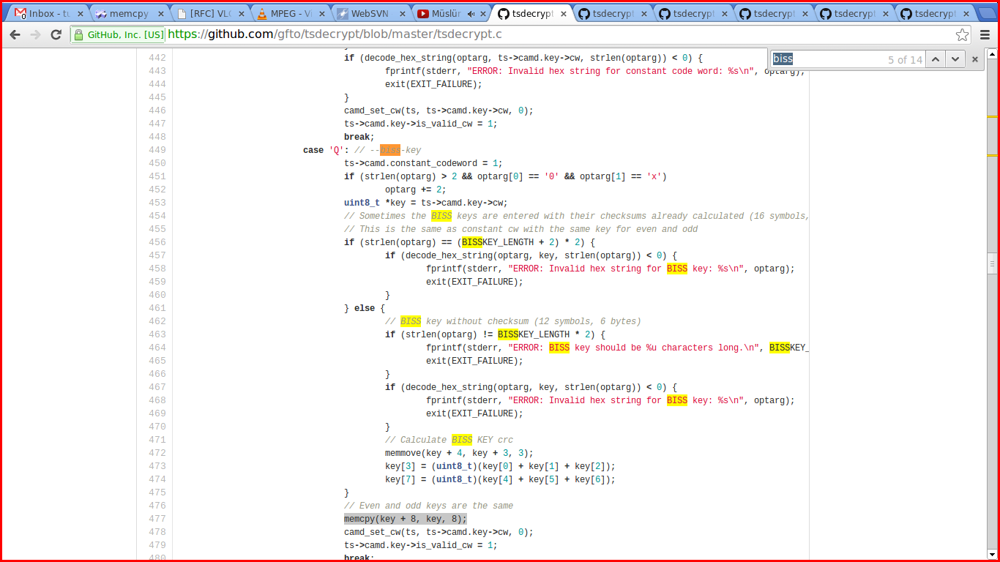 Inbox - tu
memcpy
[RFC] VLC
MPEG - Vi
WebSVN
Müslür
tsdecrypt
tsdecrypt
tsdecrypt
tsdecrypt
tsdecrypt
tsdecrypt
GitHub, Inc. [US] https://github.com/gfto/tsdecrypt/blob/master/tsdecrypt.c
biss 5 of 14
442 if (decode_hex_string(optarg, ts->camd.key->cw, strlen(optarg)) < 0) {
443 fprintf(stderr, "ERROR: Invalid hex string for constant code word: %s\n", optarg);
444 exit(EXIT_FAILURE);
445 }
446 camd_set_cw(ts, ts->camd.key->cw, 0);
447 ts->camd.key->is_valid_cw = 1;
448 break;
449 case 'Q': // --biss-key
450 ts->camd.constant_codeword = 1;
451 if (strlen(optarg) > 2 && optarg[0] == '0' && optarg[1] == 'x')
452 optarg += 2;
453 uint8_t *key = ts->camd.key->cw;
454 // Sometimes the BISS keys are entered with their checksums already calculated (16 symbols,
455 // This is the same as constant cw with the same key for even and odd
456 if (strlen(optarg) == (BISSKEY_LENGTH + 2) * 2) {
457 if (decode_hex_string(optarg, key, strlen(optarg)) < 0) {
458 fprintf(stderr, "ERROR: Invalid hex string for BISS key: %s\n", optarg);
459 exit(EXIT_FAILURE);
460 }
461 } else {
462 // BISS key without checksum (12 symbols, 6 bytes)
463 if (strlen(optarg) != BISSKEY_LENGTH * 2) {
464 fprintf(stderr, "ERROR: BISS key should be %u characters long.\n", BISSKEY_
465 exit(EXIT_FAILURE);
466 }
467 if (decode_hex_string(optarg, key, strlen(optarg)) < 0) {
468 fprintf(stderr, "ERROR: Invalid hex string for BISS key: %s\n", optarg);
469 exit(EXIT_FAILURE);
470 }
471 // Calculate BISS KEY crc
472 memmove(key + 4, key + 3, 3);
473 key[3] = (uint8_t)(key[0] + key[1] + key[2]);
474 key[7] = (uint8_t)(key[4] + key[5] + key[6]);
475 }
476 // Even and odd keys are the same
477 memcpy(key + 8, key, 8);
478 camd_set_cw(ts, ts->camd.key->cw, 0);
479 ts->camd.key->is_valid_cw = 1;
480 break;